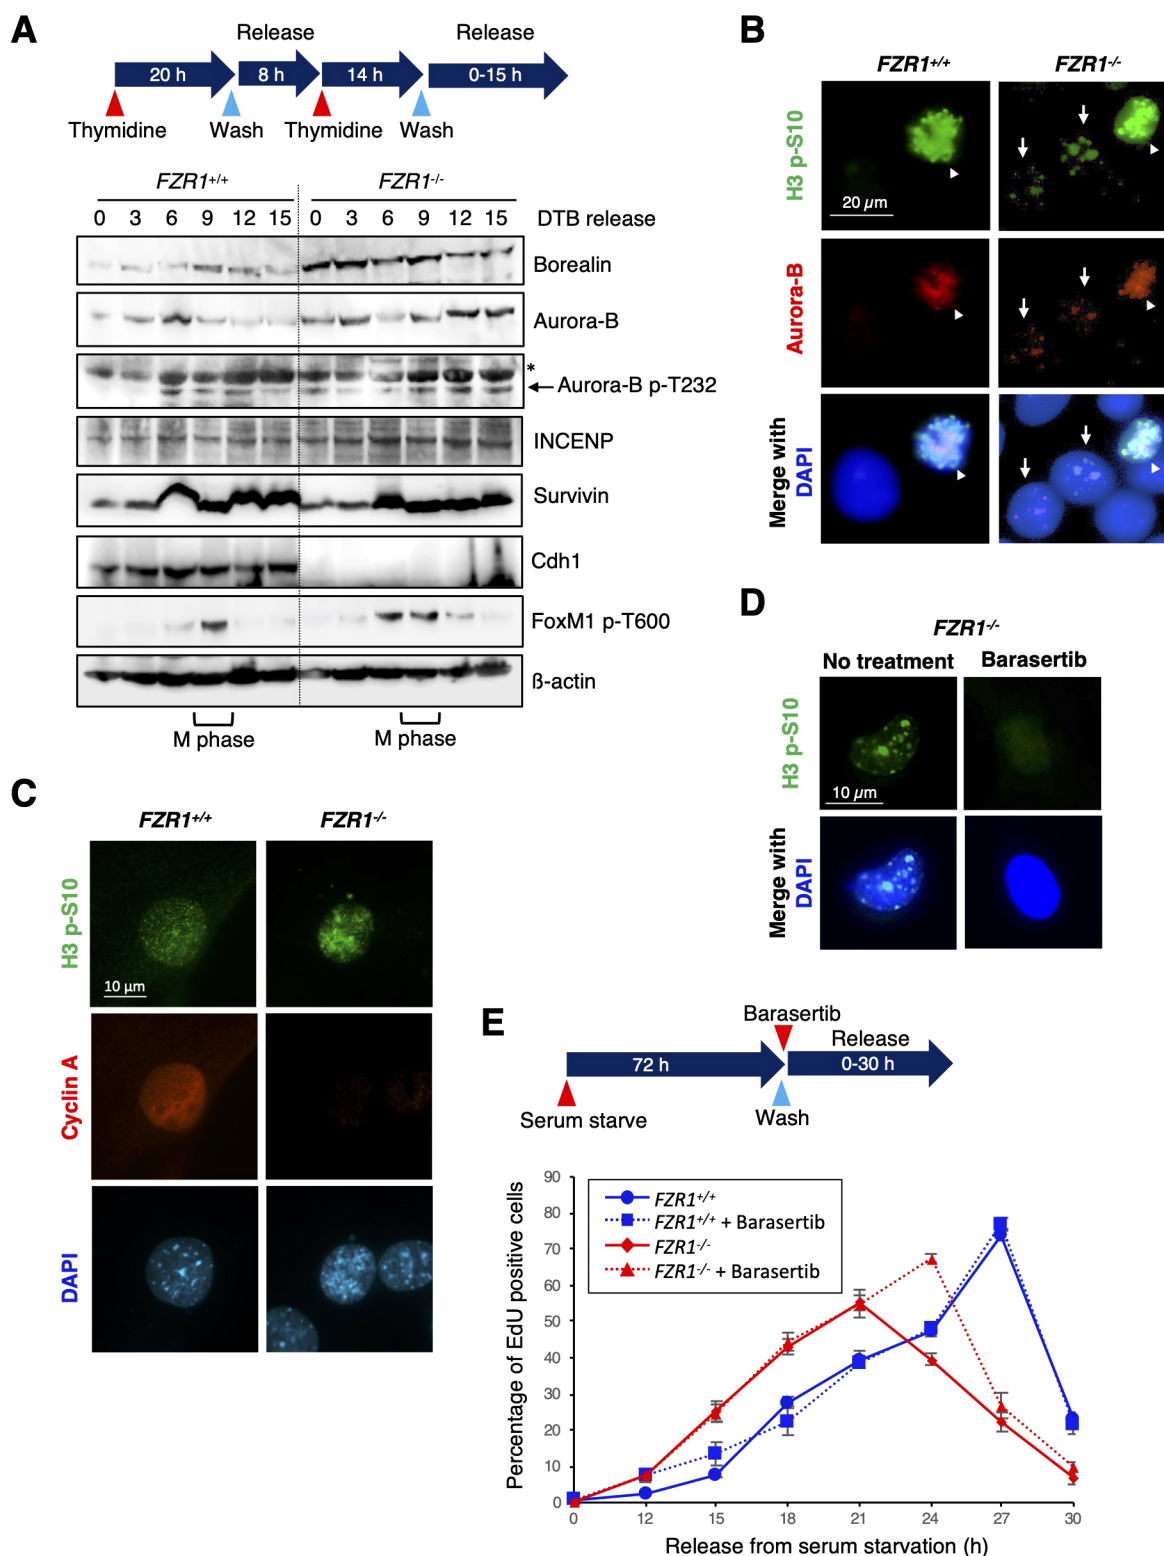 A
Release
Release
20 h
8 h
14 h
0-15 h
Thymidine
Wash
Thymidine
Wash
FZR1+/+
FZR1-/-
0 3 6 9 12 15 0 3 6 9 12 15 DTB release
Borealin
Aurora-B
*
Aurora-B p-T232
INCENP
Survivin
Cdh1
FoxM1 p-T600
ß-actin
M phase
M phase
B
FZR1+/+
FZR1-/-
H3 p-S10
20 µm
Aurora-B
Merge with
DAPI
C
FZR1+/+
FZR1-/-
H3 p-S10
10 µm
Cyclin A
DAPI
D
FZR1-/-
No treatment
Barasertib
H3 p-S10
10 µm
Merge with
DAPI
E
Barasertib
Release
72 h
0-30 h
Serum starve
Wash
FZR1+/+
FZR1+/+ + Barasertib
FZR1-/-
FZR1-/- + Barasertib
Percentage of EdU positive cells
90
80
70
60
50
40
30
20
10
0
0 12 15 18 21 24 27 30
Release from serum starvation (h)